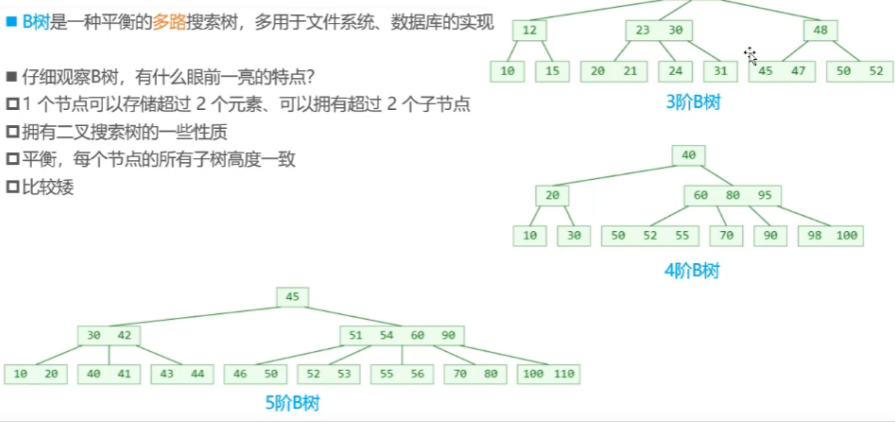 B树是一种平衡的多路搜索树，多用于文件系统、数据库的实现
仔细观察B树，有什么眼前一亮的特点？
1 个节点可以存储超过 2 个元素、可以拥有超过 2 个子节点
拥有二叉搜索树的一些性质
平衡，每个节点的所有子树高度一致
比较矮
12 23 30 48
10 15 20 21 24 31 45 47 50 52
3阶B树
40
20 60 80 95
10 30 50 52 55 70 90 98 100
4阶B树
45
30 42 51 54 60 90
10 20 40 41 43 44 46 50 52 53 55 56 70 80 100 110
5阶B树